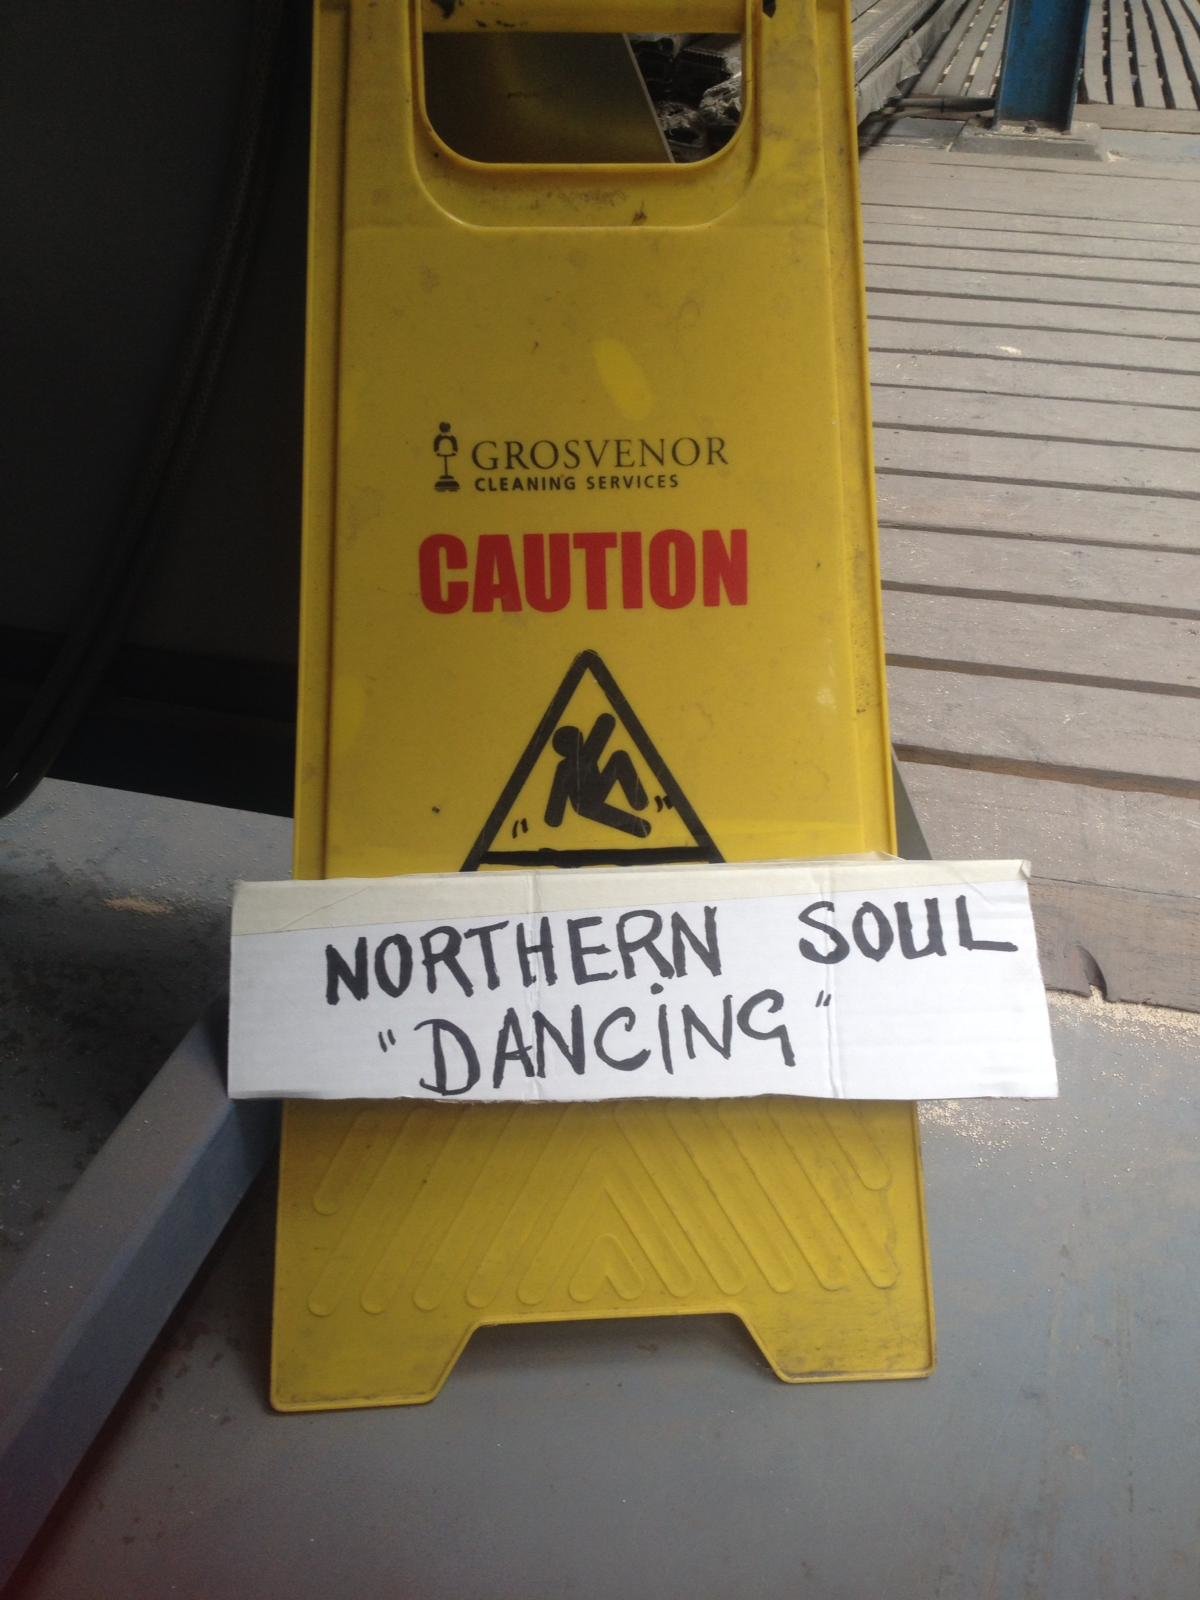 GROSVENOR
CLEANING SERVICES
CAUTION
NORTHERN SOUL
"DANCING"